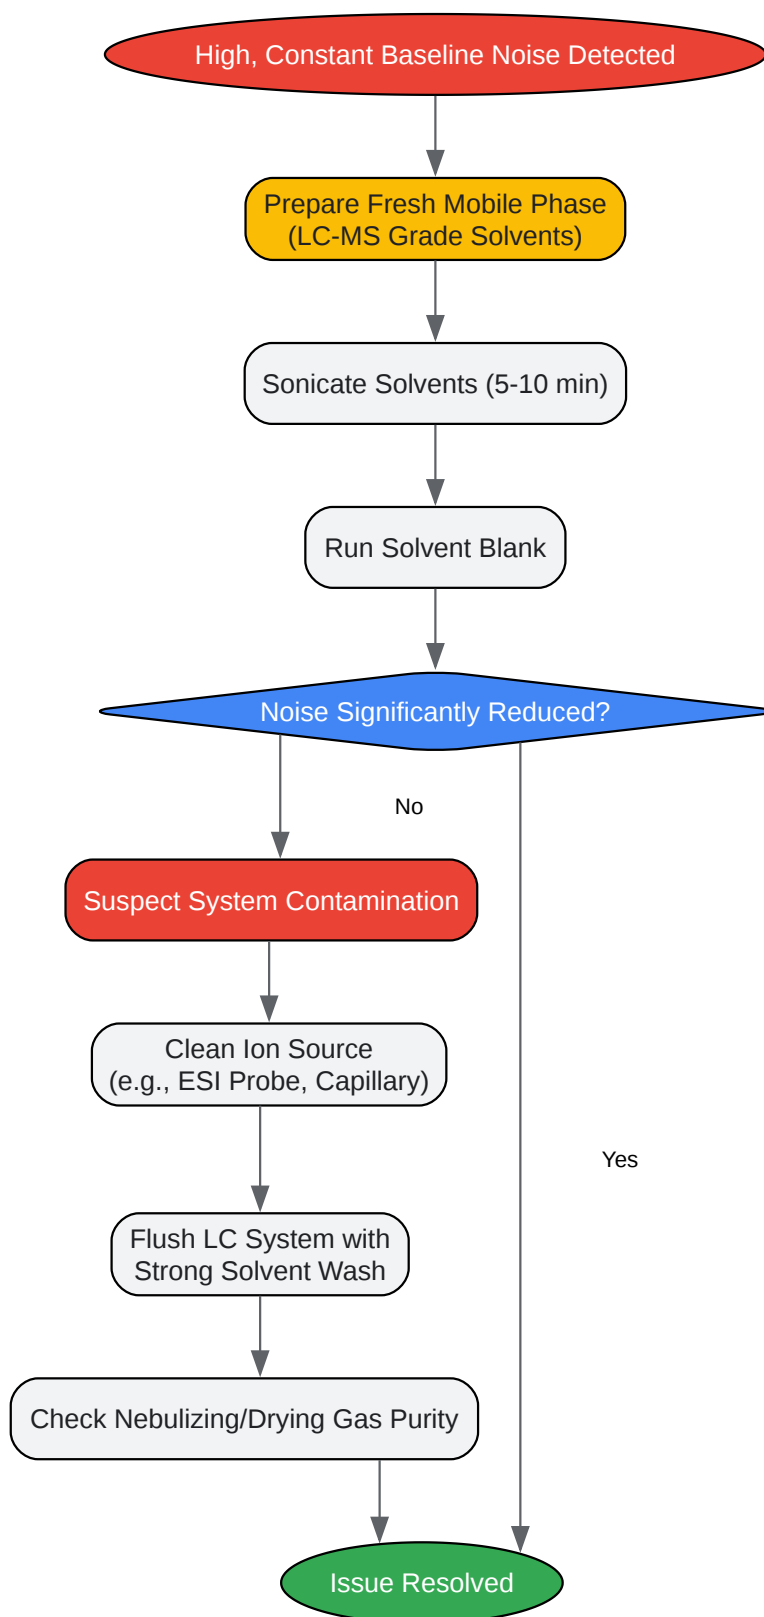 High, Constant Baseline Noise Detected
Prepare Fresh Mobile Phase
(LC-MS Grade Solvents)
Sonicate Solvents (5-10 min)
Run Solvent Blank
Noise Significantly Reduced?
No
Suspect System Contamination
Clean Ion Source
(e.g., ESI Probe, Capillary)
Yes
Flush LC System with
Strong Solvent Wash
Check Nebulizing/Drying Gas Purity
Issue Resolved